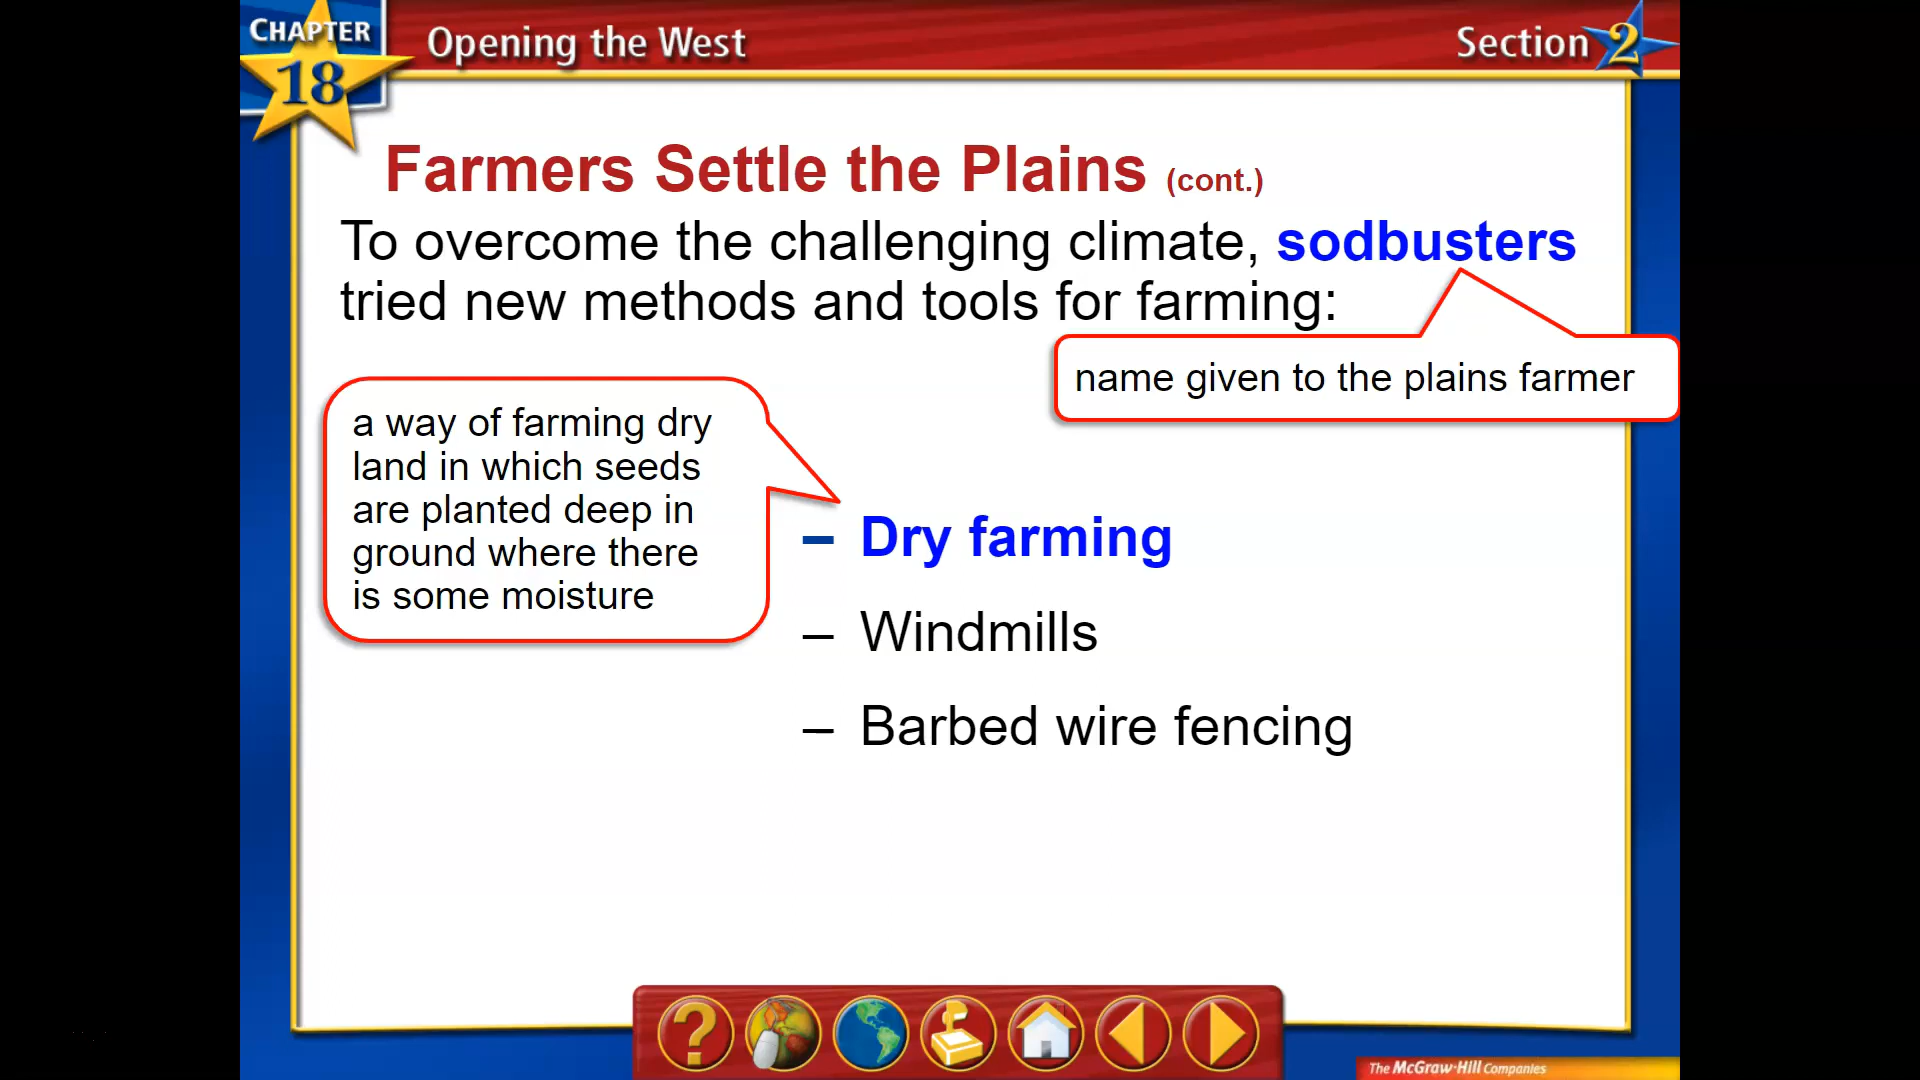 CHAPTER
18
Opening the West
Section 2
Farmers Settle the Plains (cont.)
To overcome the challenging climate, sodbusters
tried new methods and tools for farming:
name given to the plains farmer
a way of farming dry
land in which seeds
are planted deep in
ground where there
is some moisture
– Dry farming
– Windmills
– Barbed wire fencing
?
The McGraw·Hill Companies